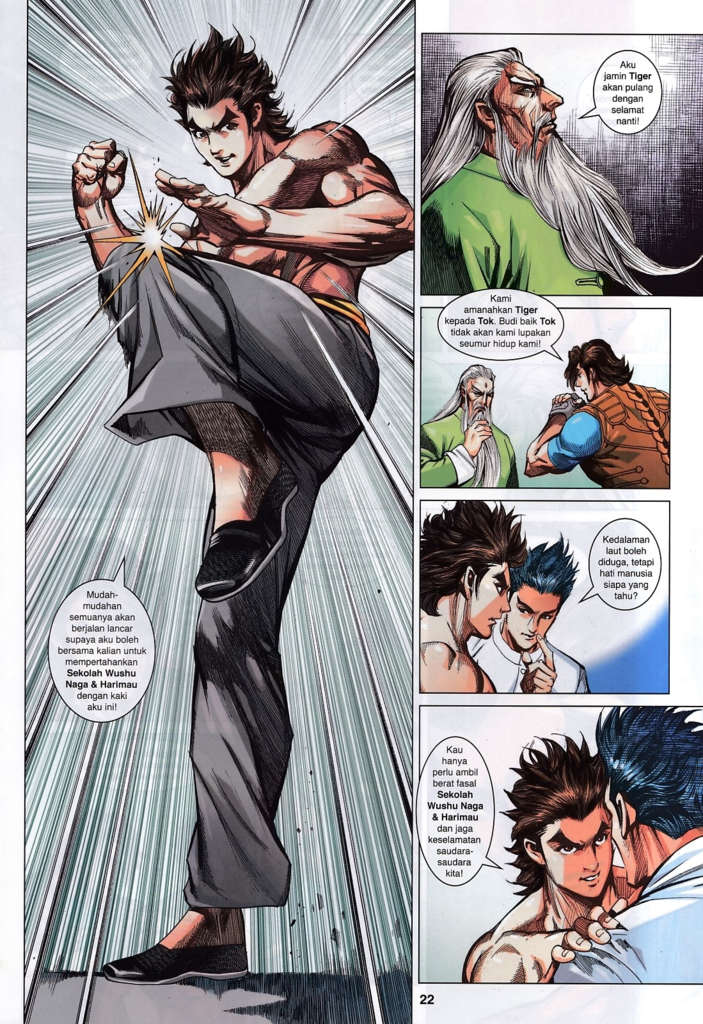 Mudah-
mudahan
semuanya akan
berjalan lancar
supaya aku boleh
bersama kalian untuk
mempertahankan
Sekolah Wushu
Naga & Harimau
dengan kaki
aku ini!
Aku
jamin Tiger
akan pulang
dengan
selamat
nanti!
Kami
amanahkan Tiger
kepada Tok. Budi baik Tok
tidak akan kami lupakan
seumur hidup kami!
Kedalaman
laut boleh
diduga, tetapi
hati manusia
siapa yang
tahu?
Kau
hanya
perlu ambil
berat fasal
Sekolah
Wushu Naga
& Harimau
dan jaga
keselamatan
saudara-
saudara
kita!
22